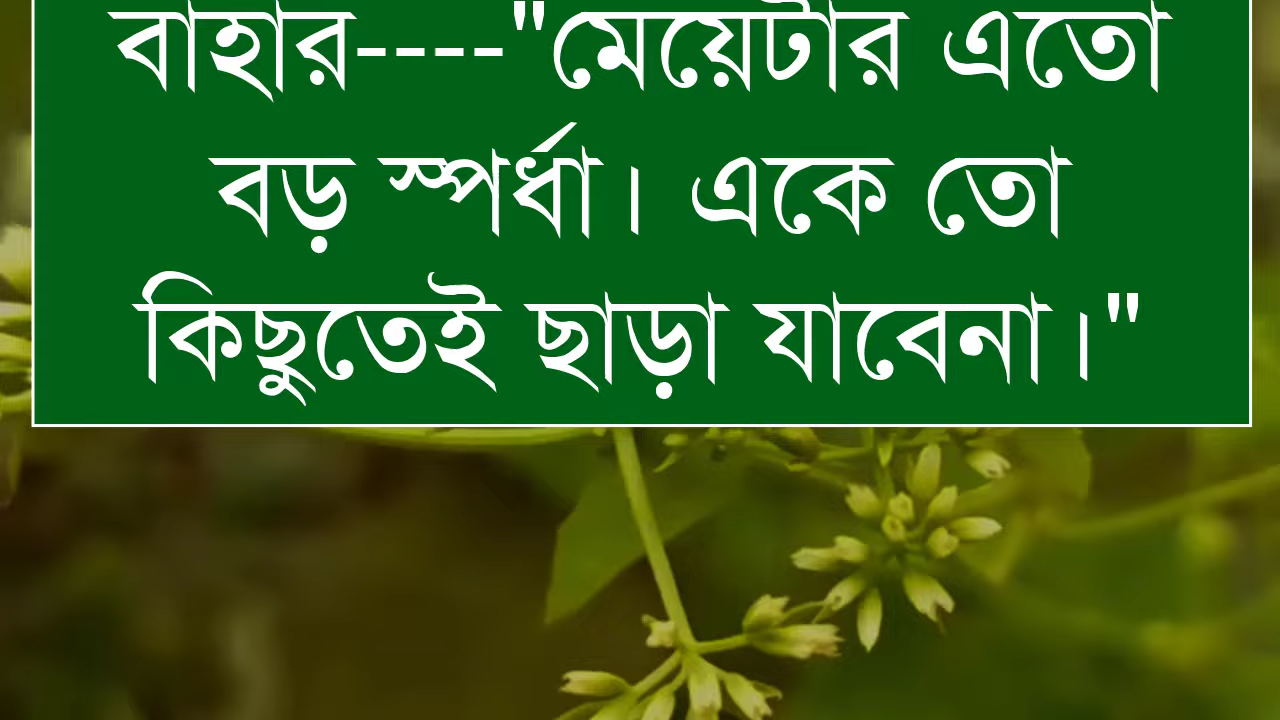 বাহার----"মেয়েটার এতো
বড় স্পর্ধা। একে তো
কিছুতেই ছাড়া যাবেনা।"